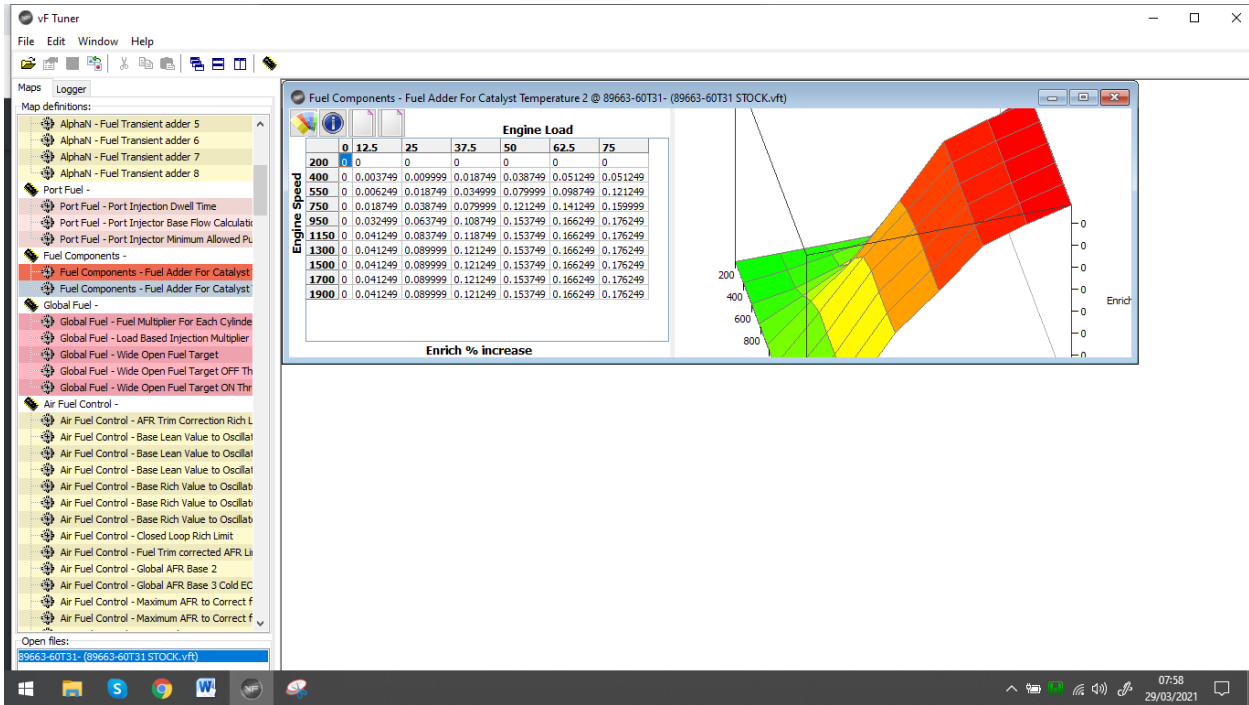 vF Tuner
File Edit Window Help
Maps Logger
Map definitions:
AlphaN - Fuel Transient adder 5
AlphaN - Fuel Transient adder 6
AlphaN - Fuel Transient adder 7
AlphaN - Fuel Transient adder 8
Port Fuel -
Port Fuel - Port Injection Dwell Time
Port Fuel - Port Injector Base Flow Calculatio
Port Fuel - Port Injector Minimum Allowed Pu
Fuel Components -
Fuel Components - Fuel Adder For Catalyst
Fuel Components - Fuel Adder For Catalyst
Global Fuel -
Global Fuel - Fuel Multiplier For Each Cylinde
Global Fuel - Load Based Injection Multiplier
Global Fuel - Wide Open Fuel Target
Global Fuel - Wide Open Fuel Target OFF Th
Global Fuel - Wide Open Fuel Target ON Thr
Air Fuel Control -
Air Fuel Control - AFR Trim Correction Rich L
Air Fuel Control - Base Lean Value to Oscillat
Air Fuel Control - Base Lean Value to Oscillat
Air Fuel Control - Base Lean Value to Oscillat
Air Fuel Control - Base Rich Value to Oscillat
Air Fuel Control - Base Rich Value to Oscillat
Air Fuel Control - Base Rich Value to Oscillat
Air Fuel Control - Closed Loop Rich Limit
Air Fuel Control - Fuel Trim corrected AFR Li
Air Fuel Control - Global AFR Base 2
Air Fuel Control - Global AFR Base 3 Cold EC
Air Fuel Control - Maximum AFR to Correct f
Air Fuel Control - Maximum AFR to Correct f
Open files:
89663-60T31- (89663-60T31 STOCK.vft)
Fuel Components - Fuel Adder For Catalyst Temperature 2 @ 89663-60T31- (89663-60T31 STOCK.vft)
Engine Load
0 12.5 25 37.5 50 62.5 75
200 0 0 0 0 0 0 0
400 0 0.003749 0.009999 0.018749 0.038749 0.051249 0.051249
550 0 0.006249 0.018749 0.034999 0.079999 0.098749 0.121249
750 0 0.018749 0.038749 0.079999 0.121249 0.141249 0.159999
950 0 0.032499 0.063749 0.108749 0.153749 0.166249 0.176249
1150 0 0.041249 0.083749 0.118749 0.153749 0.166249 0.176249
1300 0 0.041249 0.089999 0.121249 0.153749 0.166249 0.176249
1500 0 0.041249 0.089999 0.121249 0.153749 0.166249 0.176249
1700 0 0.041249 0.089999 0.121249 0.153749 0.166249 0.176249
1900 0 0.041249 0.089999 0.121249 0.153749 0.166249 0.176249
Engine Speed
Enrich % increase
200
400
600
800
0
0
0
0
0
0
0
Enrich
07:58
29/03/2021